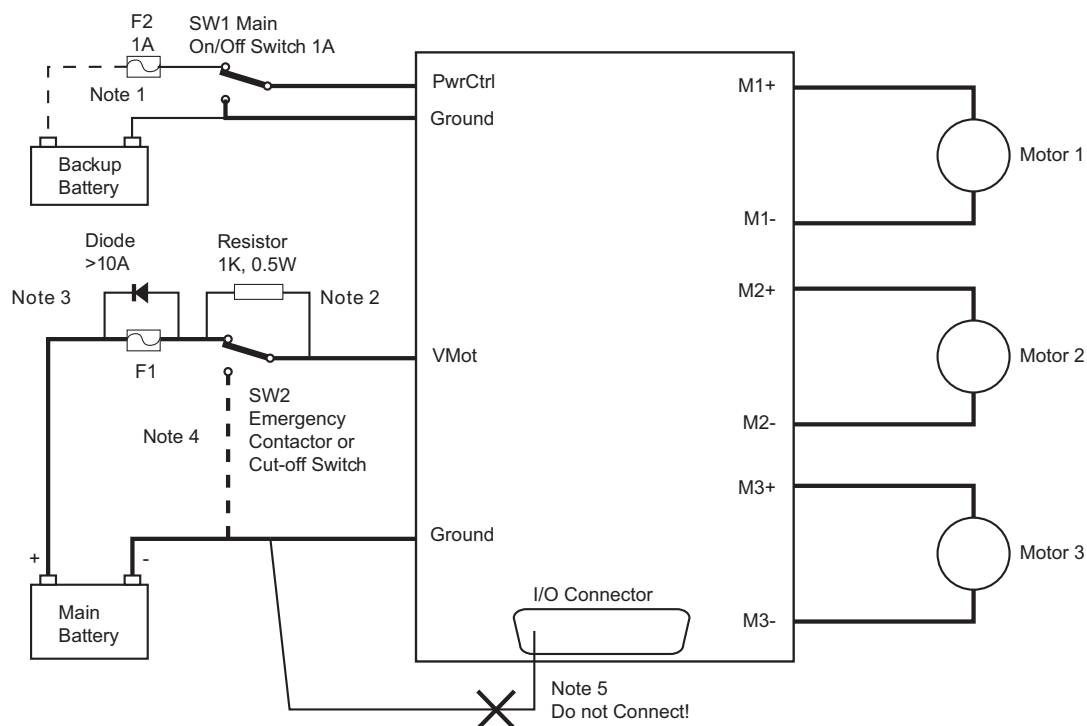 F2
1A
SW1 Main
On/Off Switch 1A
Note 1
PwrCtrl
Ground
Backup
Battery
M1+
M1-
Motor 1
Diode
>10A
Resistor
1K, 0.5W
Note 3
Note 2
F1
VMot
M2+
M2-
Motor 2
SW2
Emergency
Contactor or
Cut-off Switch
Note 4
Ground
+
-
Main
Battery
M3+
M3-
Motor 3
I/O Connector
Note 5
Do not Connect!